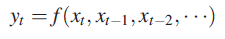 yₜ = f(xₜ, xₜ₋₁, xₜ₋₂, ···)